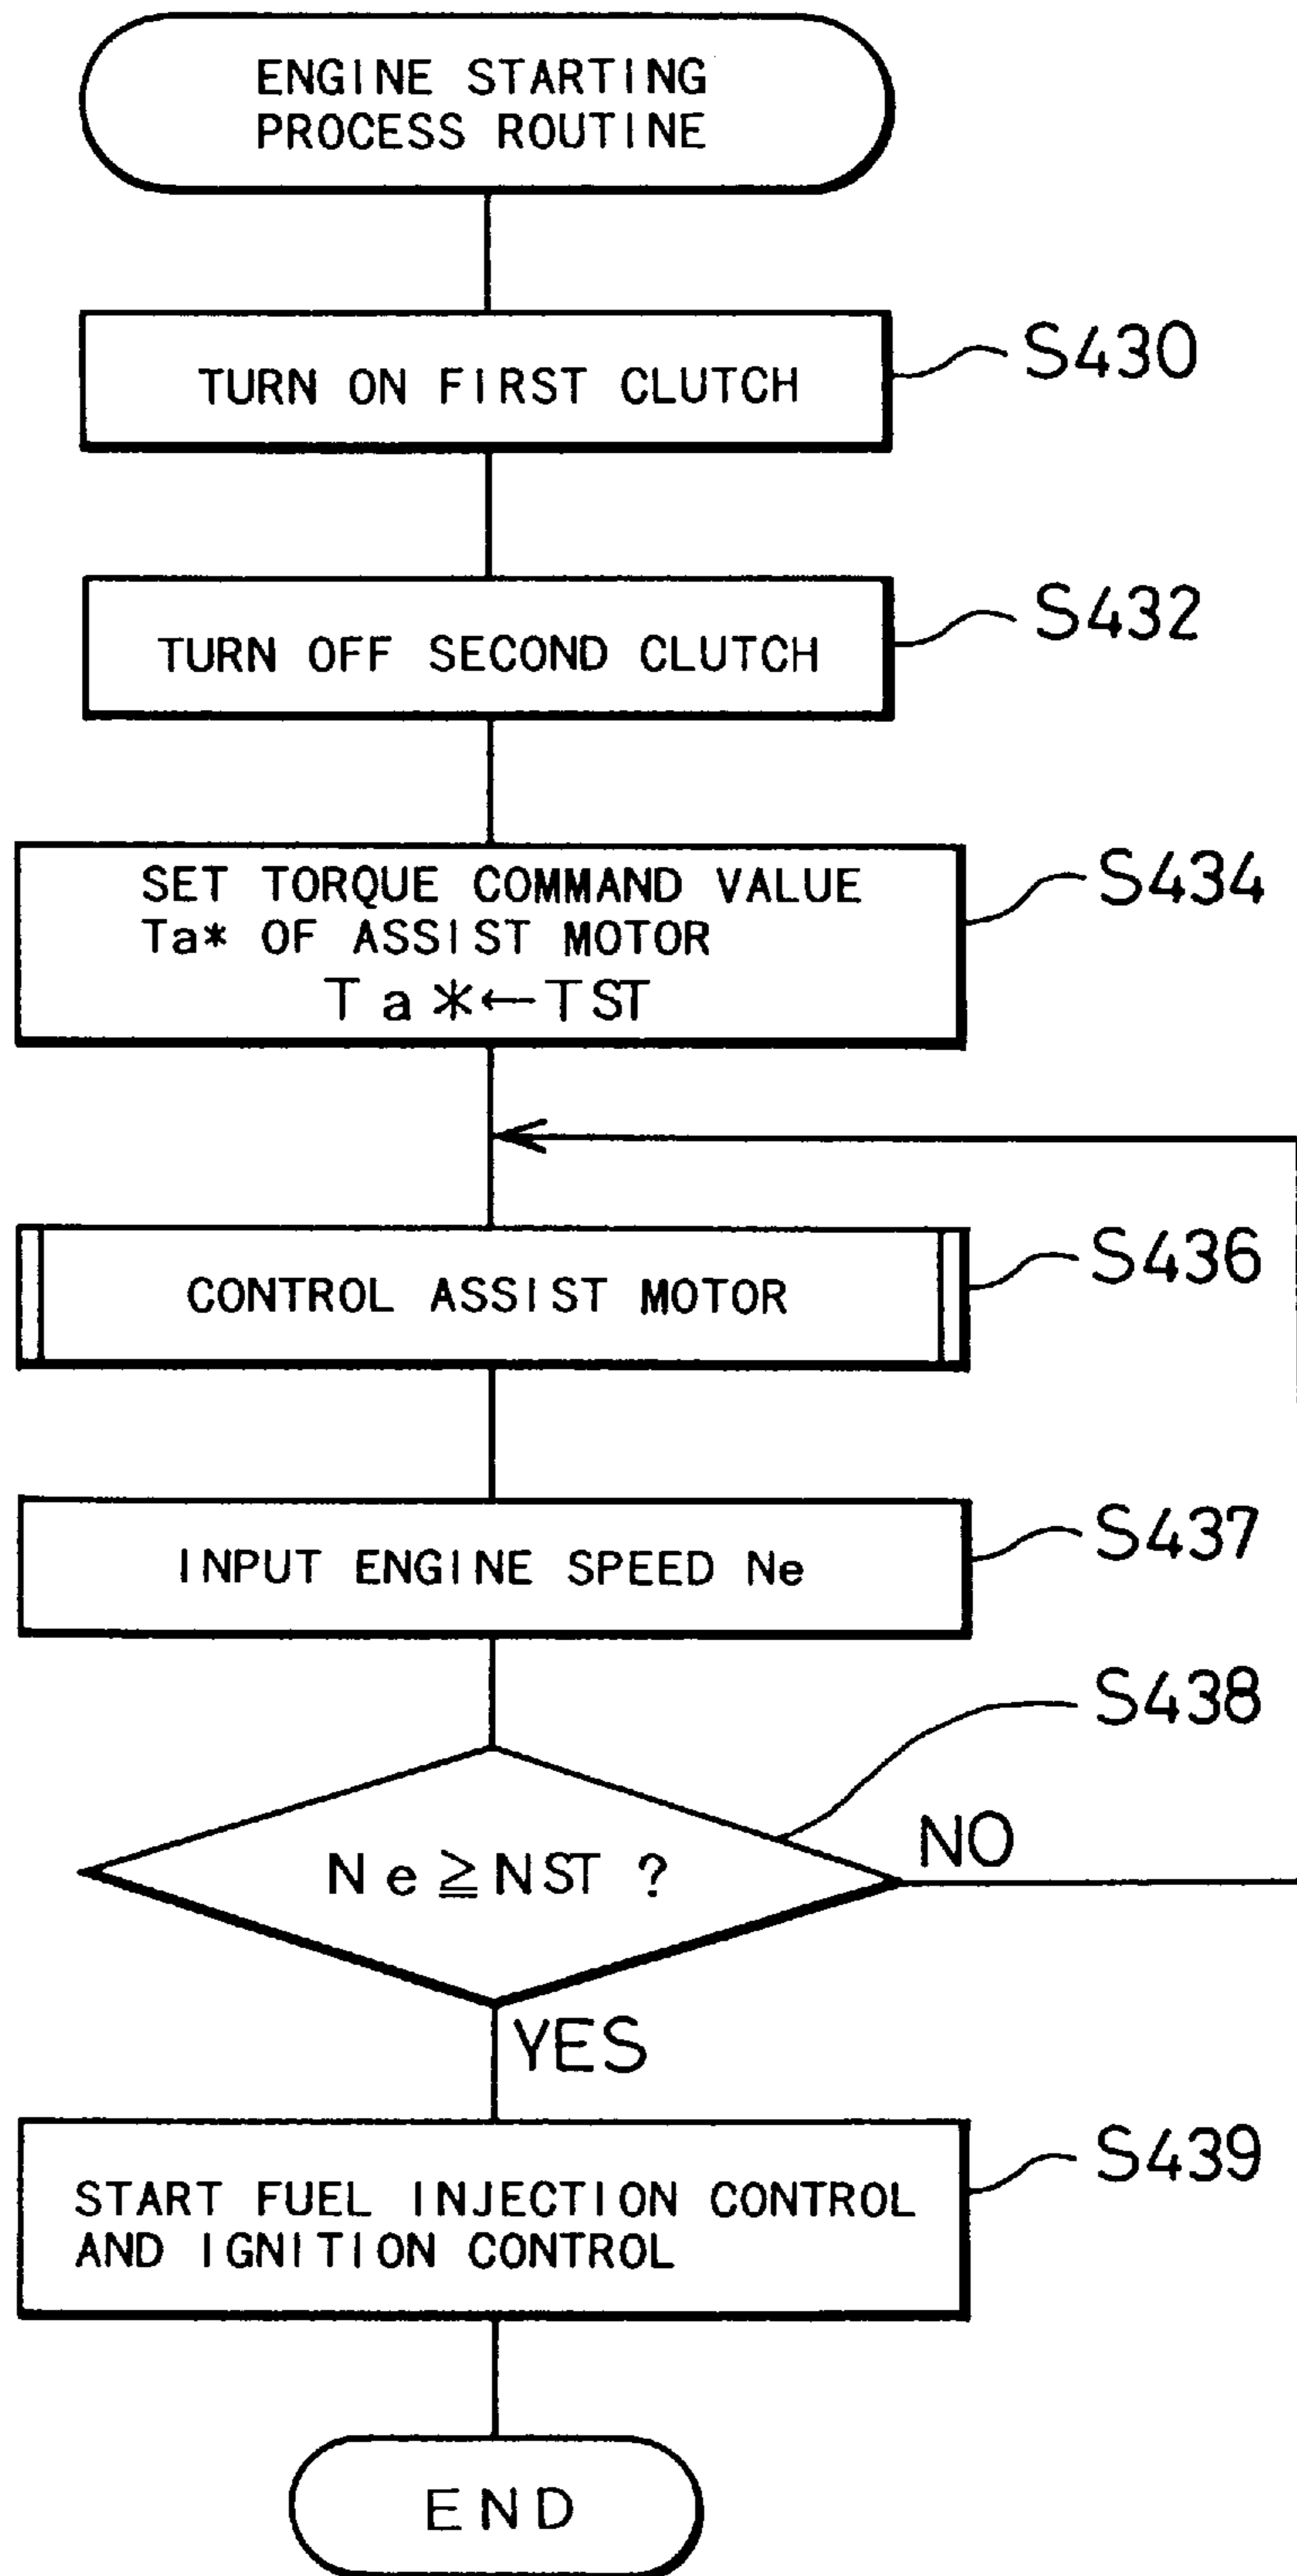 ENGINE STARTING
PROCESS ROUTINE
TURN ON FIRST CLUTCH
S430
TURN OFF SECOND CLUTCH
S432
SET TORQUE COMMAND VALUE
Ta* OF ASSIST MOTOR
Ta*←TST
S434
CONTROL ASSIST MOTOR
S436
INPUT ENGINE SPEED Ne
S437
S438
Ne≧NST ?
NO
YES
START FUEL INJECTION CONTROL
AND IGNITION CONTROL
S439
END